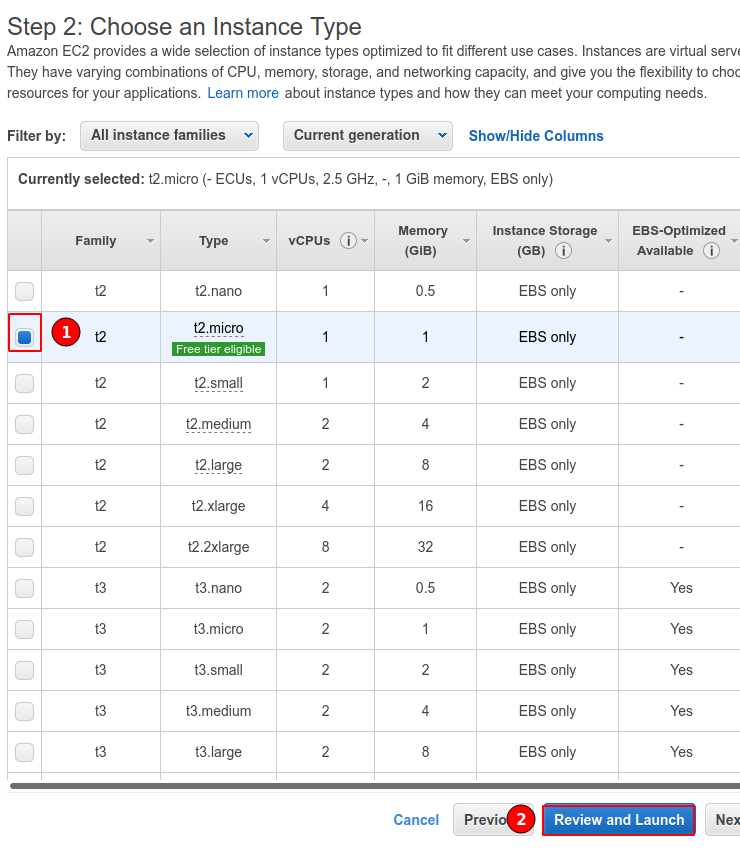 Step 2: Choose an Instance Type
Amazon EC2 provides a wide selection of instance types optimized to fit different use cases. Instances are virtual serve
They have varying combinations of CPU, memory, storage, and networking capacity, and give you the flexibility to choo
resources for your applications. Learn more about instance types and how they can meet your computing needs.
Filter by: All instance families Current generation Show/Hide Columns
Currently selected: t2.micro (- ECUs, 1 vCPUs, 2.5 GHz, -, 1 GiB memory, EBS only)
Family Type vCPUs i Memory (GiB) Instance Storage (GB) i EBS-Optimized Available i
t2 t2.nano 1 0.5 EBS only -
1 t2 t2.micro 1 1 EBS only -
Free tier eligible
t2 t2.small 1 2 EBS only -
t2 t2.medium 2 4 EBS only -
t2 t2.large 2 8 EBS only -
t2 t2.xlarge 4 16 EBS only -
t2 t2.2xlarge 8 32 EBS only -
t3 t3.nano 2 0.5 EBS only Yes
t3 t3.micro 2 1 EBS only Yes
t3 t3.small 2 2 EBS only Yes
t3 t3.medium 2 4 EBS only Yes
t3 t3.large 2 8 EBS only Yes
Cancel Previo 2 Review and Launch Nex